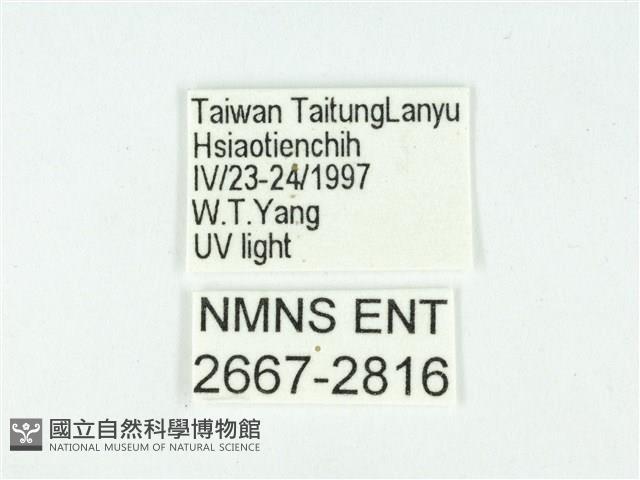 Taiwan TaitungLanyu
Hsiaotienchih
IV/23-24/1997
W.T.Yang
UV light
NMNS ENT
2667-2816
國立自然科學博物館
NATIONAL MUSEUM OF NATURAL SCIENCE